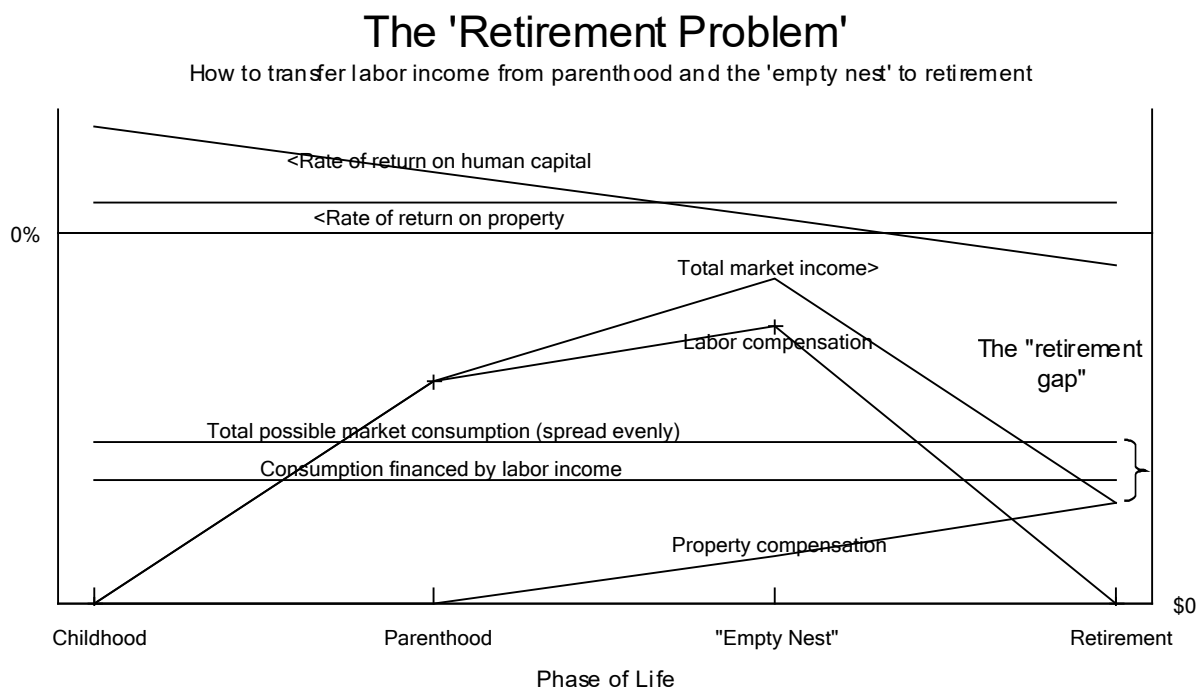 The 'Retirement Problem'
How to transfer labor income from parenthood and the 'empty nest' to retirement
<Rate of return on human capital
<Rate of return on property
0%
Total market income>
Labor compensation
The "retirement
gap"
Total possible market consumption (spread evenly)
Consumption financed by labor income
Property compensation
$0
Childhood
Parenthood
"Empty Nest"
Retirement
Phase of Life